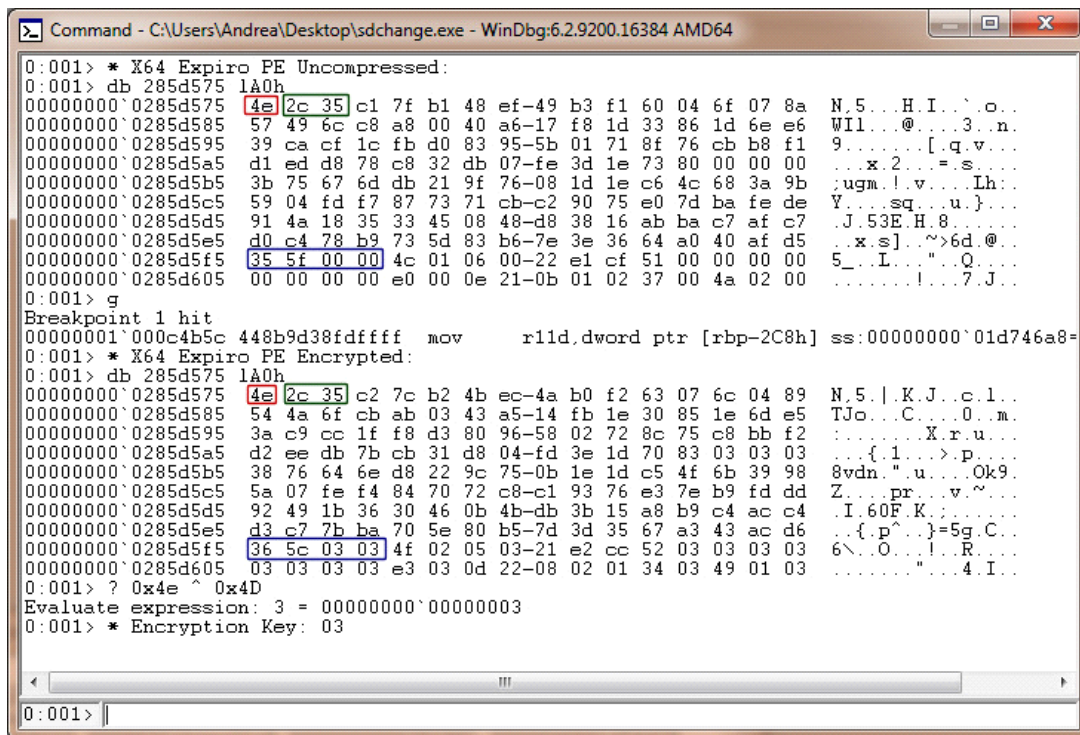 Command - C:\Users\Andrea\Desktop\sdchange.exe - WinDbg:6.2.9200.16384 AMD64
0:001> * X64 Expiro PE Uncompressed:
0:001> db 285d575 lA0h
00000000`0285d575  4e 2c 35 c1 7f b1 48 ef-49 b3 f1 60 04 6f 07 8a  N,5...H.I..`.o..
00000000`0285d585  57 49 6c c8 a8 00 40 a6-17 f8 1d 33 86 1d 6e e6  WIl...@....3..n.
00000000`0285d595  39 ca cf 1c fb d0 83 95-5b 01 71 8f 76 cb b8 f1  9.......[.q.v...
00000000`0285d5a5  d1 ed d8 78 c8 32 db 07-fe 3d 1e 73 80 00 00 00  ...x.2...=.s....
00000000`0285d5b5  3b 75 67 6d db 21 9f 76-08 1d 1e c6 4c 68 3a 9b  ;ugm.!.v....Lh:.
00000000`0285d5c5  59 04 fd f7 87 73 71 cb-c2 90 75 e0 7d ba fe de  Y....sq...u.}...
00000000`0285d5d5  91 4a 18 35 33 45 08 48-d8 38 16 ab ba c7 af c7  .J.53E.H.8......
00000000`0285d5e5  d0 c4 78 b9 73 5d 83 b6-7e 3e 36 64 a0 40 af d5  ..x.s]..~>6d.@..
00000000`0285d5f5  35 5f 00 00 4c 01 06 00-22 e1 cf 51 00 00 00 00  5_..L..."..Q....
00000000`0285d605  00 00 00 00 e0 00 0e 21-0b 01 02 37 00 4a 02 00  .......!...7.J..
0:001> g
Breakpoint 1 hit
00000001`000c4b5c 448b9d38fdffff  mov     r11d,dword ptr [rbp-2C8h] ss:00000000`01d746a8=
0:001> * X64 Expiro PE Encrypted:
0:001> db 285d575 lA0h
00000000`0285d575  4e 2c 35 c2 7c b2 4b ec-4a b0 f2 63 07 6c 04 89  N,5.|.K.J..c.l..
00000000`0285d585  54 4a 6f cb ab 03 43 a5-14 fb 1e 30 85 1e 6d e5  TJo...C....0..m.
00000000`0285d595  3a c9 cc 1f f8 d3 80 96-58 02 72 8c 75 c8 bb f2  :.......X.r.u...
00000000`0285d5a5  d2 ee db 7b cb 31 d8 04-fd 3e 1d 70 83 03 03 03  ...{.1...>.p....
00000000`0285d5b5  38 76 64 6e d8 22 9c 75-0b 1e 1d c5 4f 6b 39 98  8vdn.".u....Ok9.
00000000`0285d5c5  5a 07 fe f4 84 70 72 c8-c1 93 76 e3 7e b9 fd dd  Z....pr...v.~...
00000000`0285d5d5  92 49 1b 36 30 46 0b 4b-db 3b 15 a8 b9 c4 ac c4  .I.60F.K.;......
00000000`0285d5e5  d3 c7 7b ba 70 5e 80 b5-7d 3d 35 67 a3 43 ac d6  ..{.p^..}=5g.C..
00000000`0285d5f5  36 5c 03 03 4f 02 05 03-21 e2 cc 52 03 03 03 03  6\..O...!..R....
00000000`0285d605  03 03 03 03 e3 03 0d 22-08 02 01 34 03 49 01 03  ......."...4.I..
0:001> ? 0x4e ^ 0x4D
Evaluate expression: 3 = 00000000`00000003
0:001> * Encryption Key: 03
0:001>